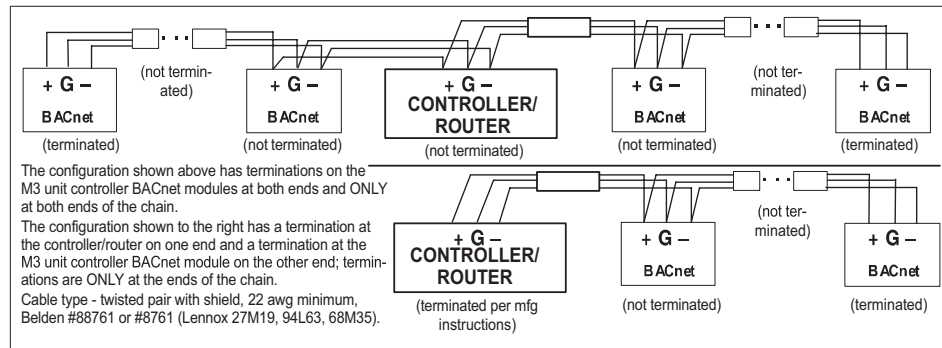 (not termin-
ated)
(not ter-
minated)
+ G –
BACnet
(terminated)
+ G –
BACnet
(not terminated)
+ G –
CONTROLLER/
ROUTER
(not terminated)
+ G –
BACnet
(not terminated)
+ G –
BACnet
(terminated)
The configuration shown above has terminations on the
M3 unit controller BACnet modules at both ends and ONLY
at both ends of the chain.
The configuration shown to the right has a termination at
the controller/router on one end and a termination at the
M3 unit controller BACnet module on the other end; termin-
ations are ONLY at the ends of the chain.
Cable type - twisted pair with shield, 22 awg minimum,
Belden #88761 or #8761 (Lennox 27M19, 94L63, 68M35).
(not ter-
minated)
+ G –
CONTROLLER/
ROUTER
(terminated per mfg
instructions)
+ G –
BACnet
(not terminated)
+ G –
BACnet
(terminated)